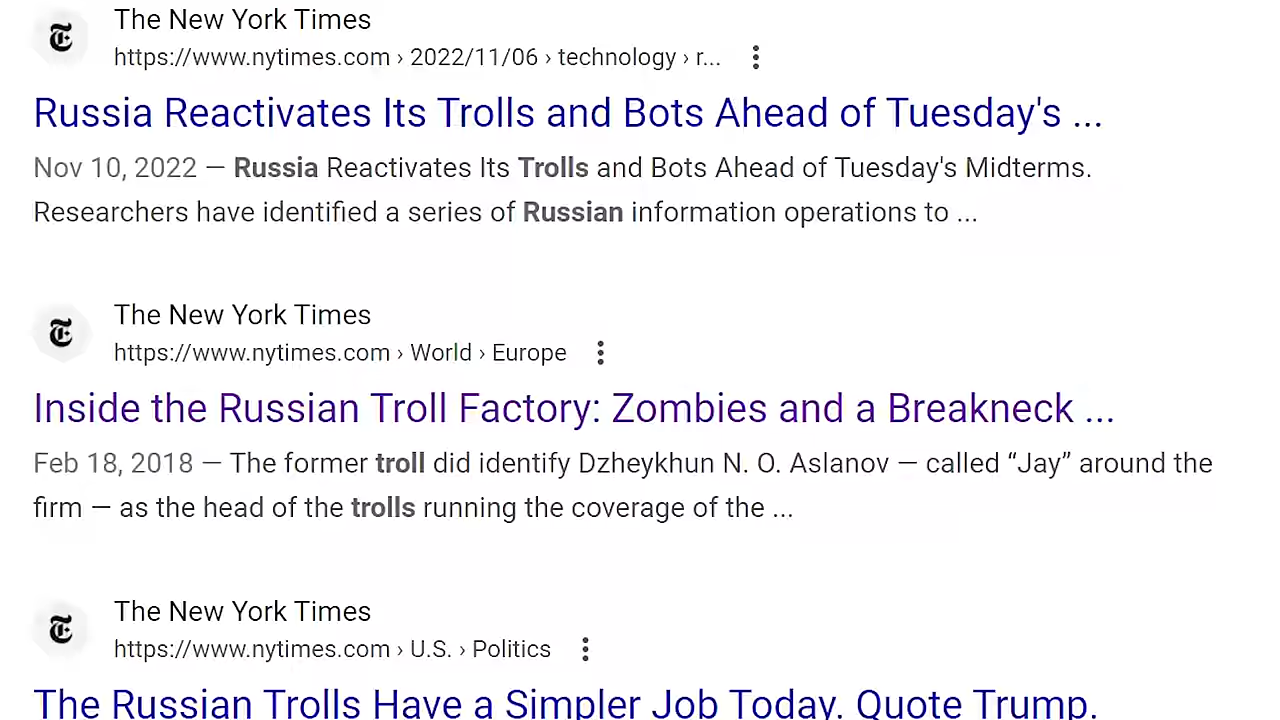 The New York Times
https://www.nytimes.com › 2022/11/06 › technology › r...
Russia Reactivates Its Trolls and Bots Ahead of Tuesday's ...
Nov 10, 2022 — Russia Reactivates Its Trolls and Bots Ahead of Tuesday's Midterms.
Researchers have identified a series of Russian information operations to ...
The New York Times
https://www.nytimes.com › World › Europe
Inside the Russian Troll Factory: Zombies and a Breakneck ...
Feb 18, 2018 — The former troll did identify Dzheykhun N. O. Aslanov — called “Jay” around the
firm — as the head of the trolls running the coverage of the ...
The New York Times
https://www.nytimes.com › U.S. › Politics
The Russian Trolls Have a Simpler Job Today. Quote Trump.